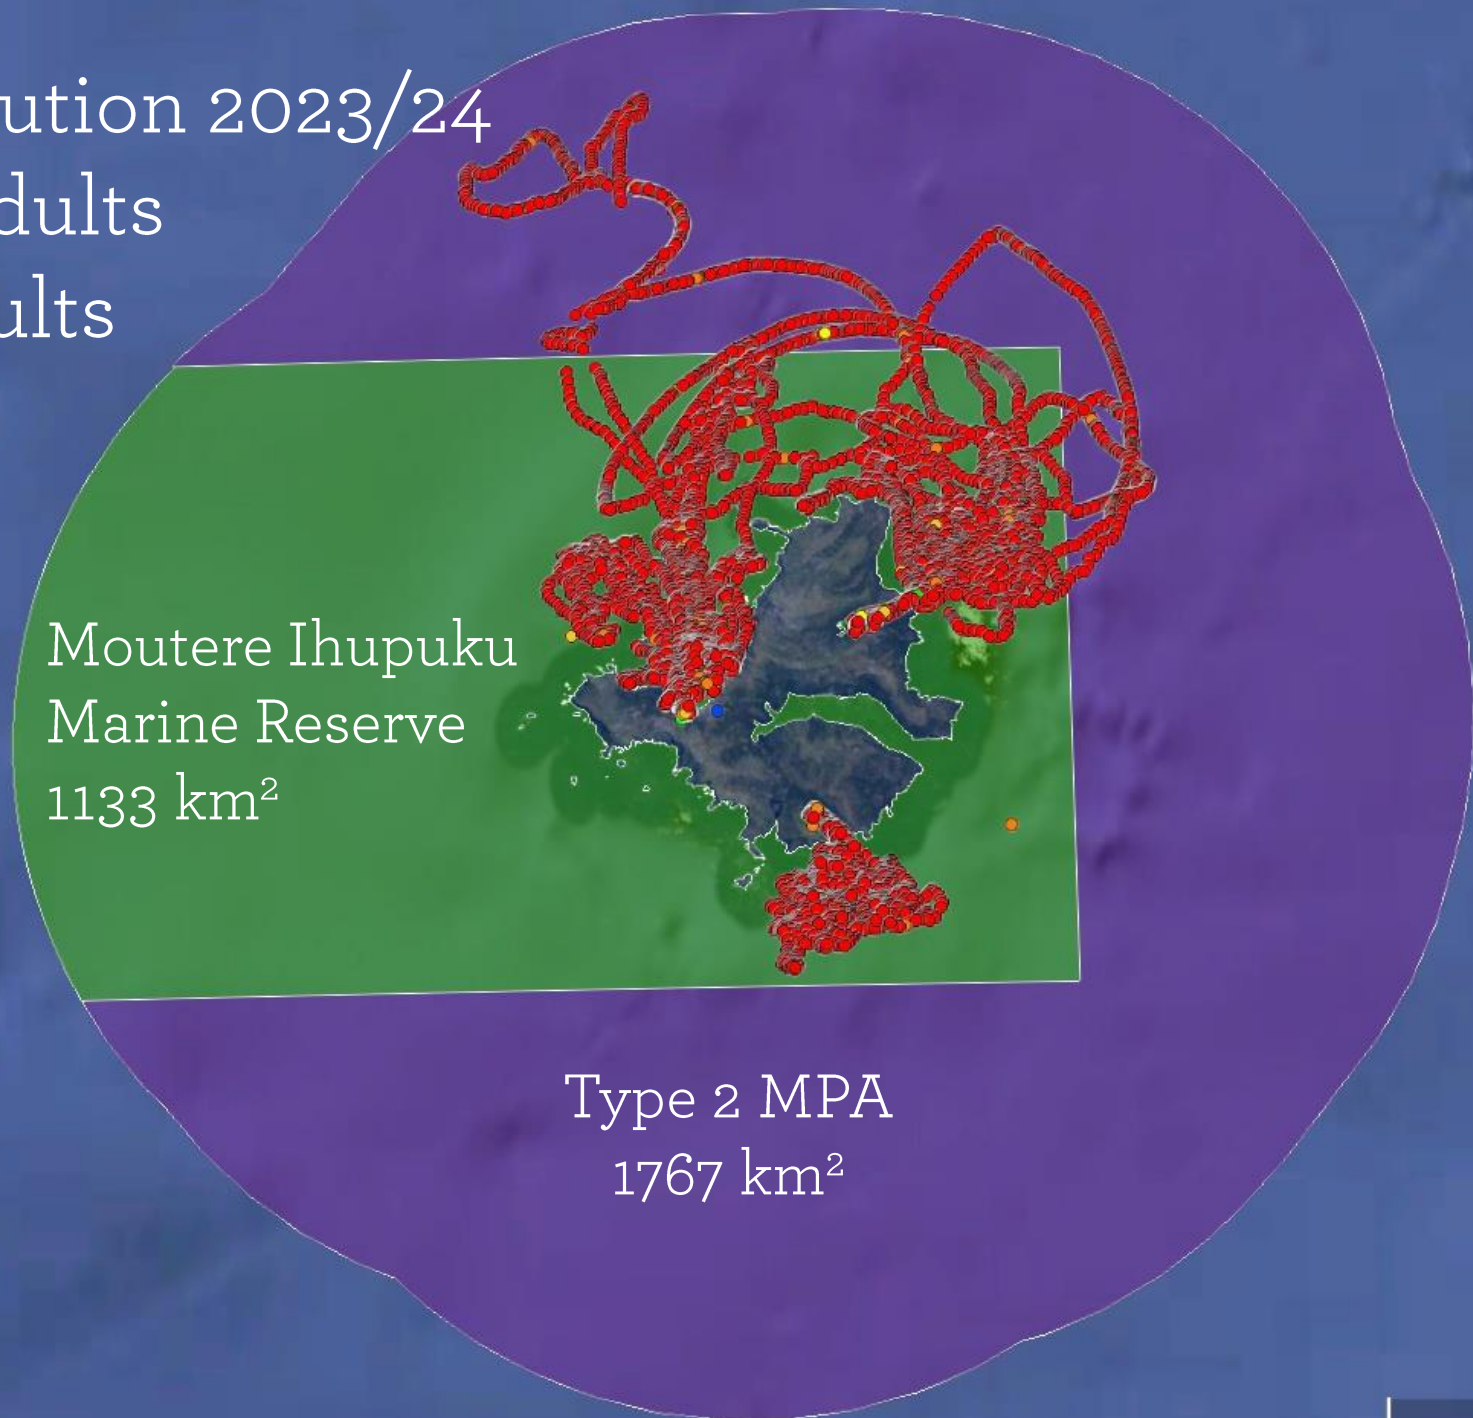 ution 2023/24
dults
ults
Moutere Ihupuku
Marine Reserve
1133 km²
Type 2 MPA
1767 km²